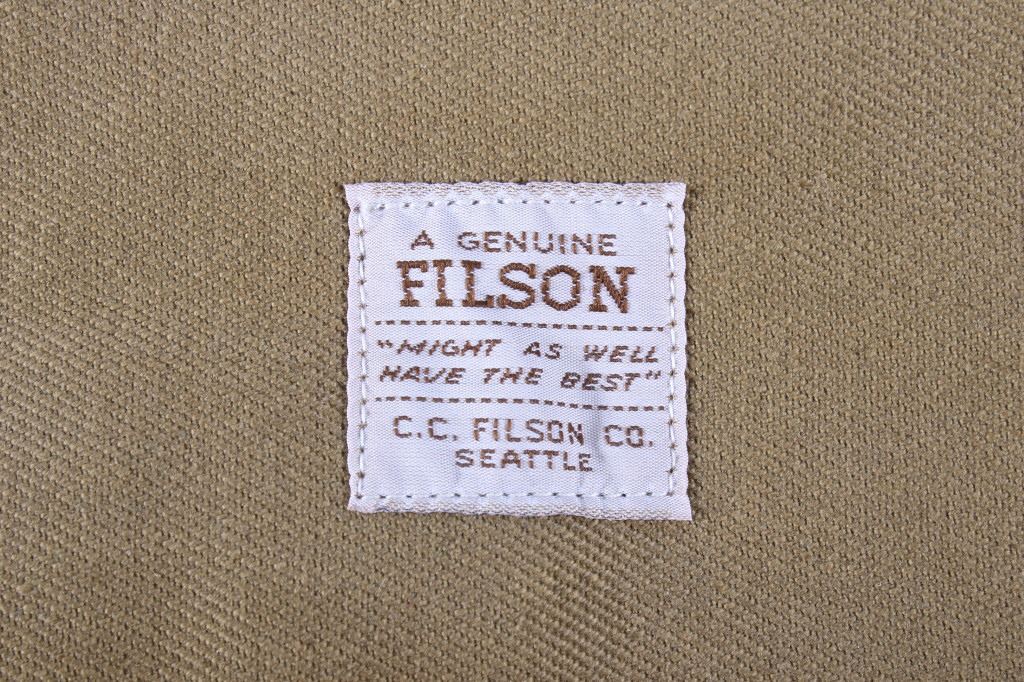 A GENUINE
FILSON
"MIGHT AS WELL
HAVE THE BEST"
C.C. FILSON CO.
SEATTLE